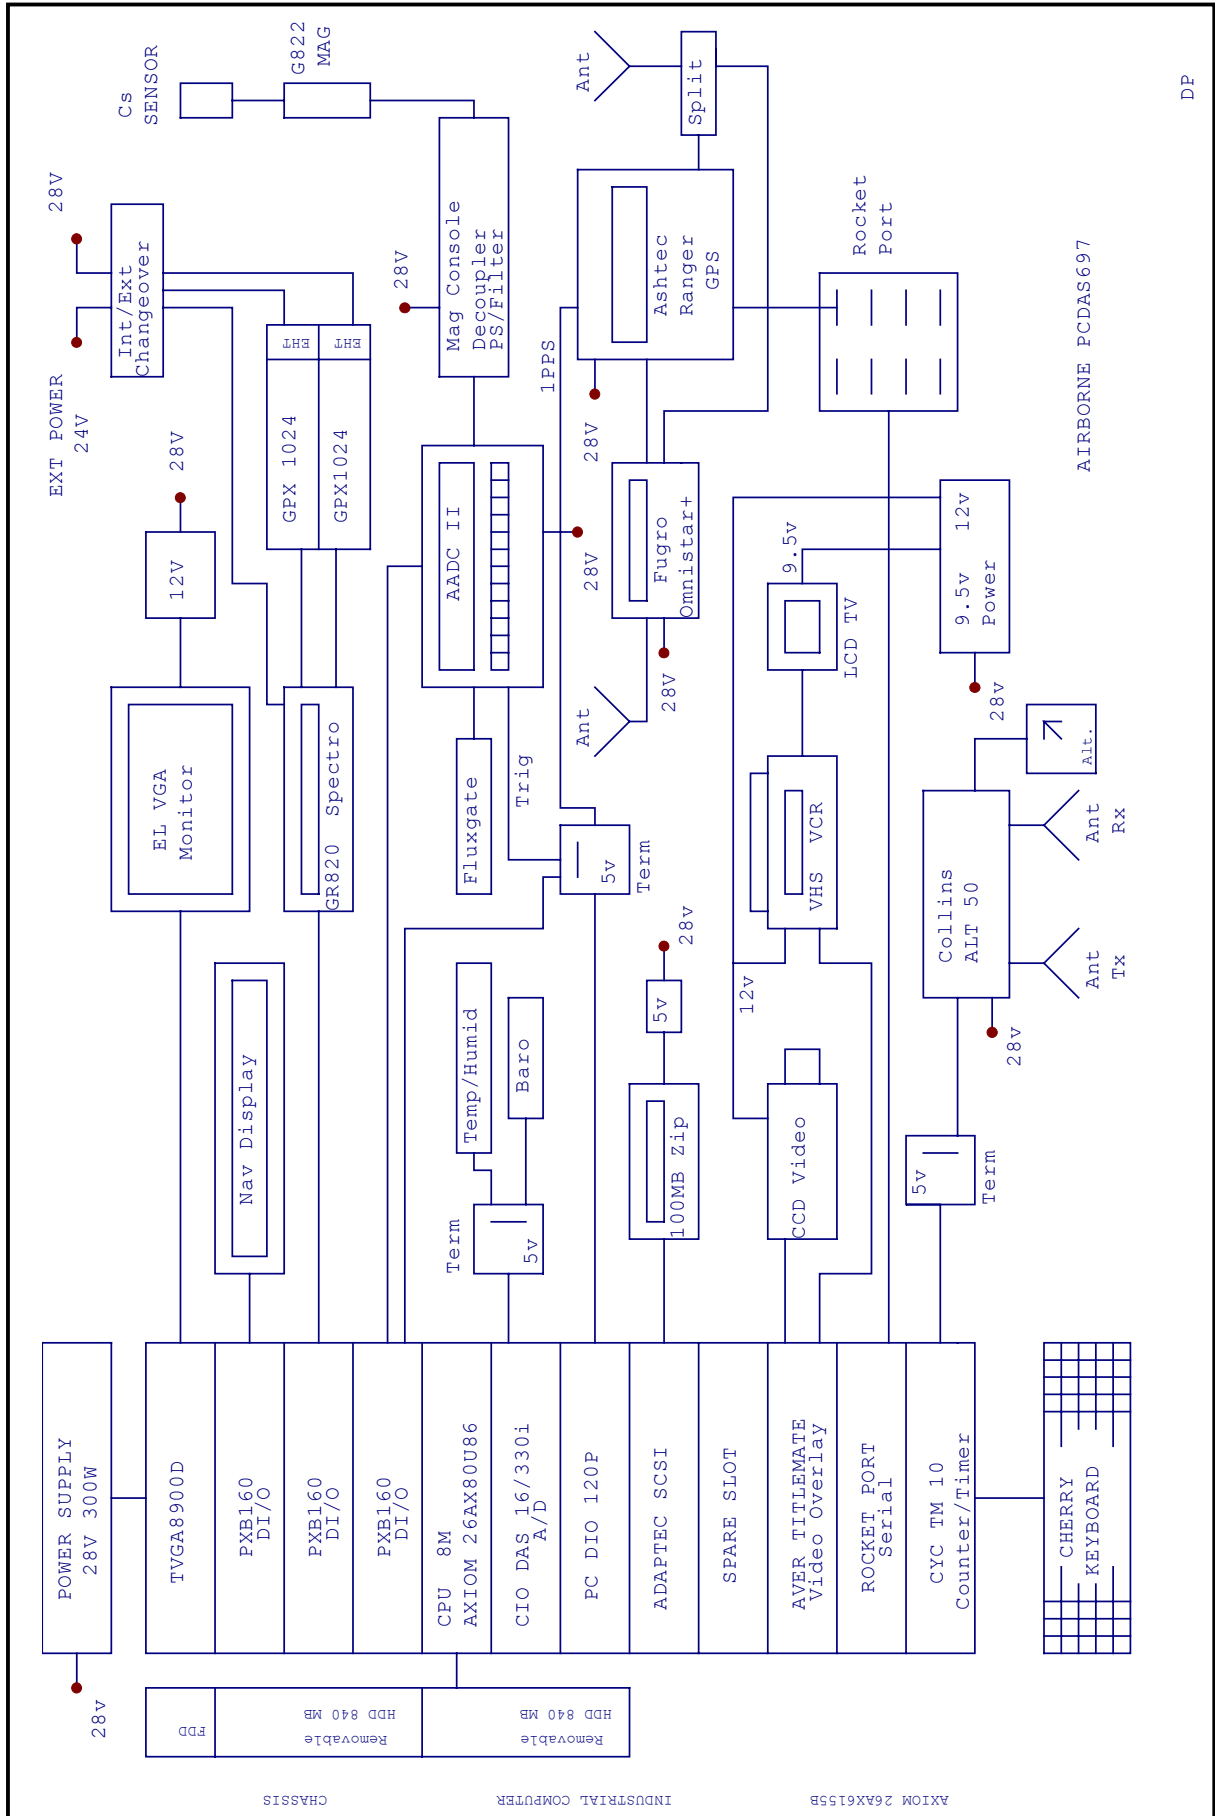 28v
POWER SUPPLY
28V 300W
TVGA8900D
PXB160
DI/O
PXB160
DI/O
PXB160
DI/O
CPU 8M
AXIOM 26AX80U86
CIO DAS 16/330i
A/D
PC DIO 120P
ADAPTEC SCSI
SPARE SLOT
AVER TITLEMATE
Video Overlay
ROCKET PORT
Serial
CYC TM 10
Counter/Timer
CHERRY
KEYBOARD
FDD
Removable
HDD 840 MB
Removable
HDD 840 MB
CHASSIS
INDUSTRIAL COMPUTER
AXIOM 26AX6155B
EL VGA
Monitor
12V
28V
Nav Display
GR820 Spectro
GPX 1024
GPX1024
EHT
EHT
EXT POWER
24V
28V
Int/Ext
Changeover
Cs
SENSOR
G822
MAG
28V
Mag Console
Decoupler
PS/Filter
AADC II
28V
Fluxgate
Trig
Temp/Humid
Baro
Term
5v
5v
Term
1PPS
Ant
Split
Ashtec
Ranger
GPS
28V
Fugro
Omnistar+
28V
Ant
28v
5v
100MB Zip
Rocket
Port
9.5v
LCD TV
VHS VCR
12v
CCD Video
12v
9.5v
Power
28v
Alt.
Collins
ALT 50
Ant
Rx
Ant
Tx
28v
5v
Term
AIRBORNE PCDAS697
DP